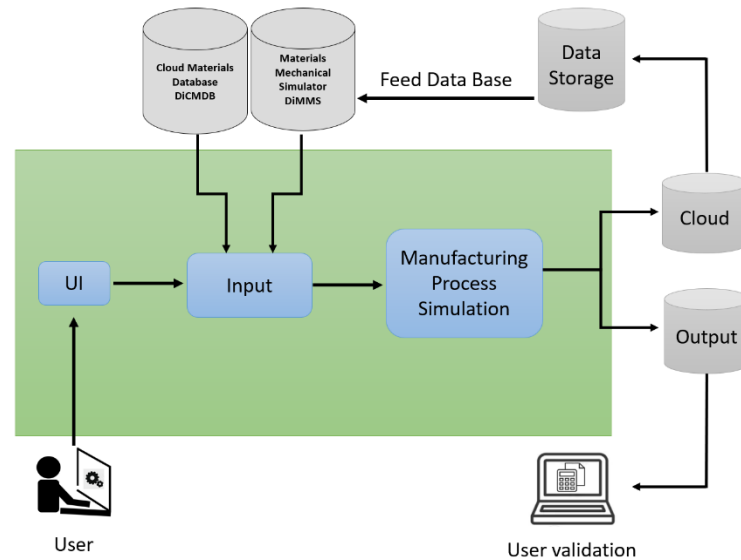 Cloud Materials
Database
DiCMDB
Materials
Mechanical
Simulator
DiMMS
Feed Data Base
Data
Storage
UI
Input
Manufacturing
Process
Simulation
Cloud
Output
User
User validation